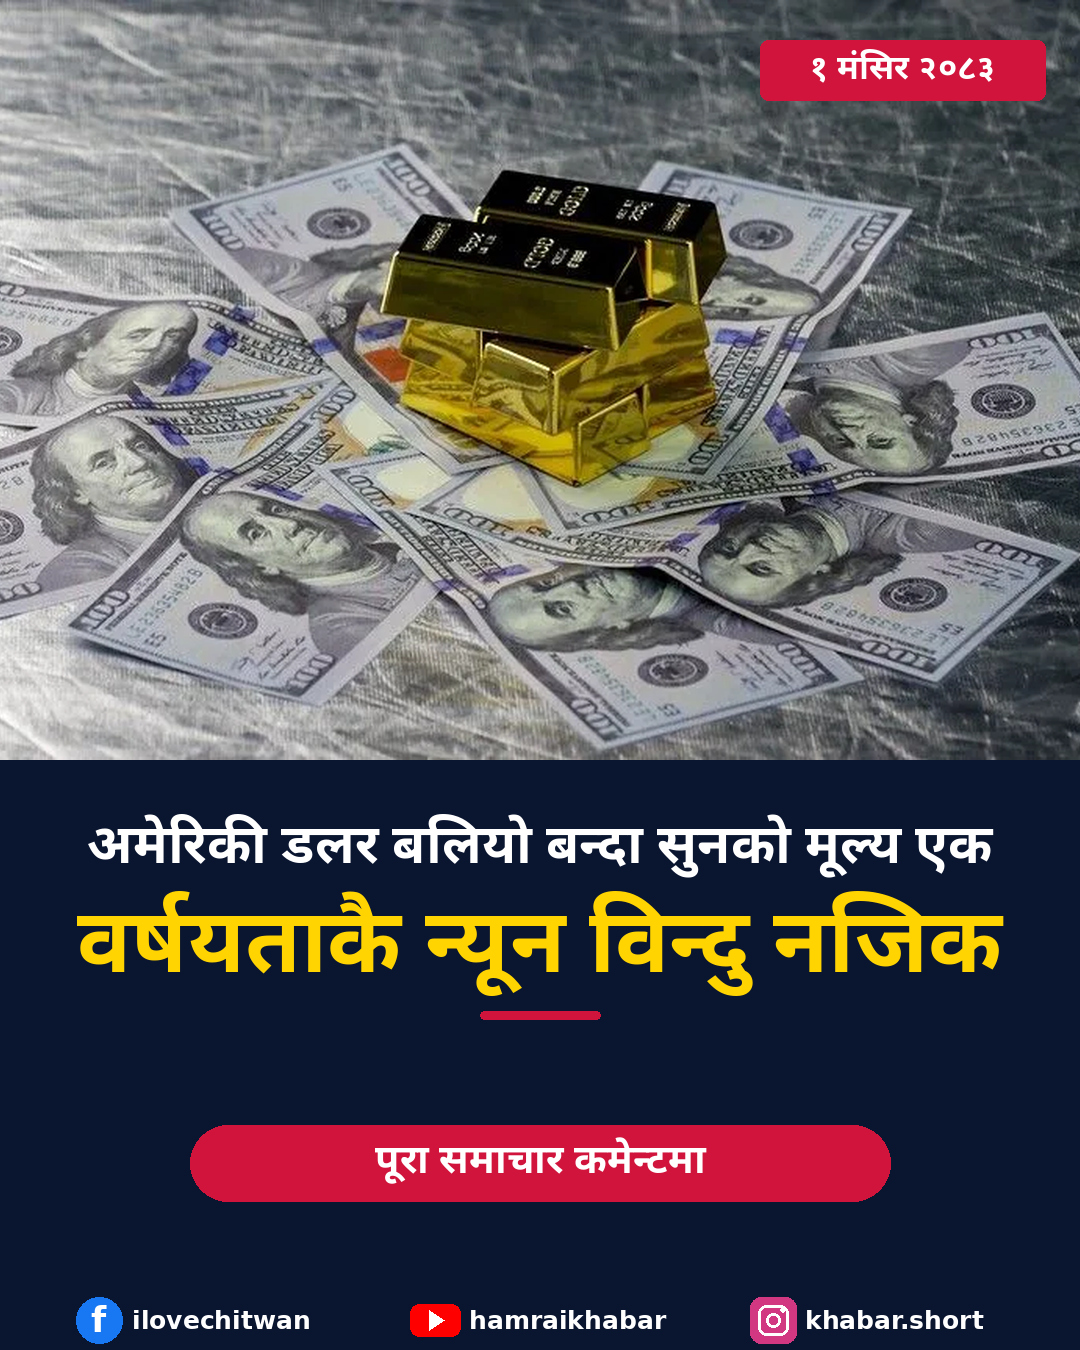 १ मंसिर २०८३
अमेरिकी डलर बलियो बन्दा सुनको मूल्य एक
वर्षयताकै न्यून विन्दु नजिक
पूरा समाचार कमेन्टमा
ilovechitwan
hamraikhabar
khabar.short